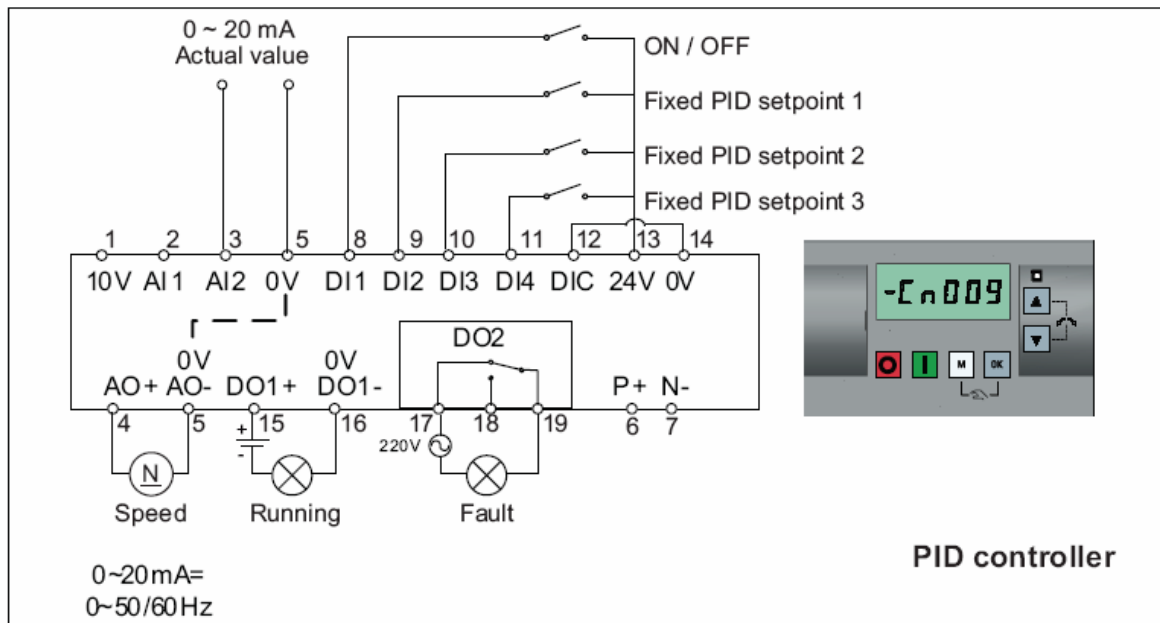 0 ~ 20 mA
Actual value
ON / OFF
Fixed PID setpoint 1
Fixed PID setpoint 2
Fixed PID setpoint 3
1 2 3 5 8 9 10 11 12 13 14
10V AI1 AI2 0V DI1 DI2 DI3 DI4 DIC 24V 0V
-Cn009
DO2
0V 0V
AO+ AO- DO1+ DO1- P+ N-
4 5 15 16 17 18 19 6 7
M OK
+
-
220V
N
Speed Running Fault
0~20mA=
0~50/60Hz
PID controller